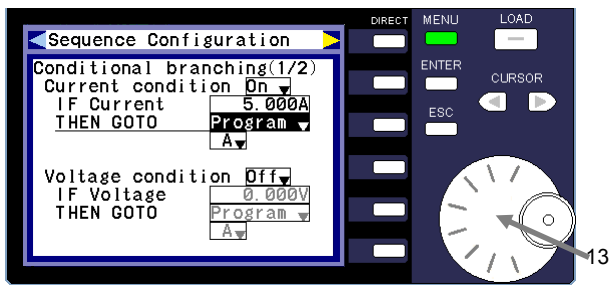 DIRECT MENU LOAD
Sequence Configuration
Conditional branching(1/2)
Current condition On
IF Current 5.000A
THEN GOTO Program
A
Voltage condition Off
IF Voltage 0.000V
THEN GOTO Program
A
ENTER
CURSOR
ESC
13